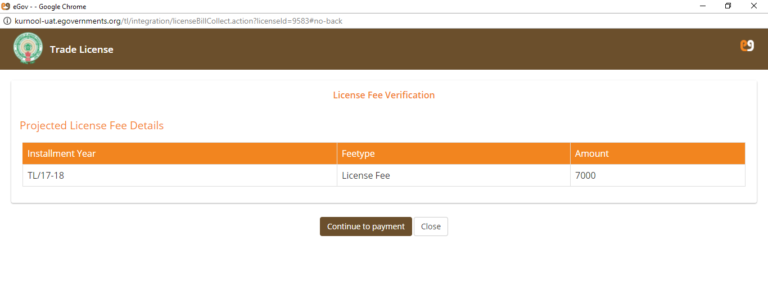 eGov - - Google Chrome
kurnool-uat.egovernments.org/tl/integration/licenseBillCollect.action?licenseId=9583#no-back
Trade License
License Fee Verification
Projected License Fee Details
Installment Year Feetype Amount
TL/17-18 License Fee 7000
Continue to payment Close